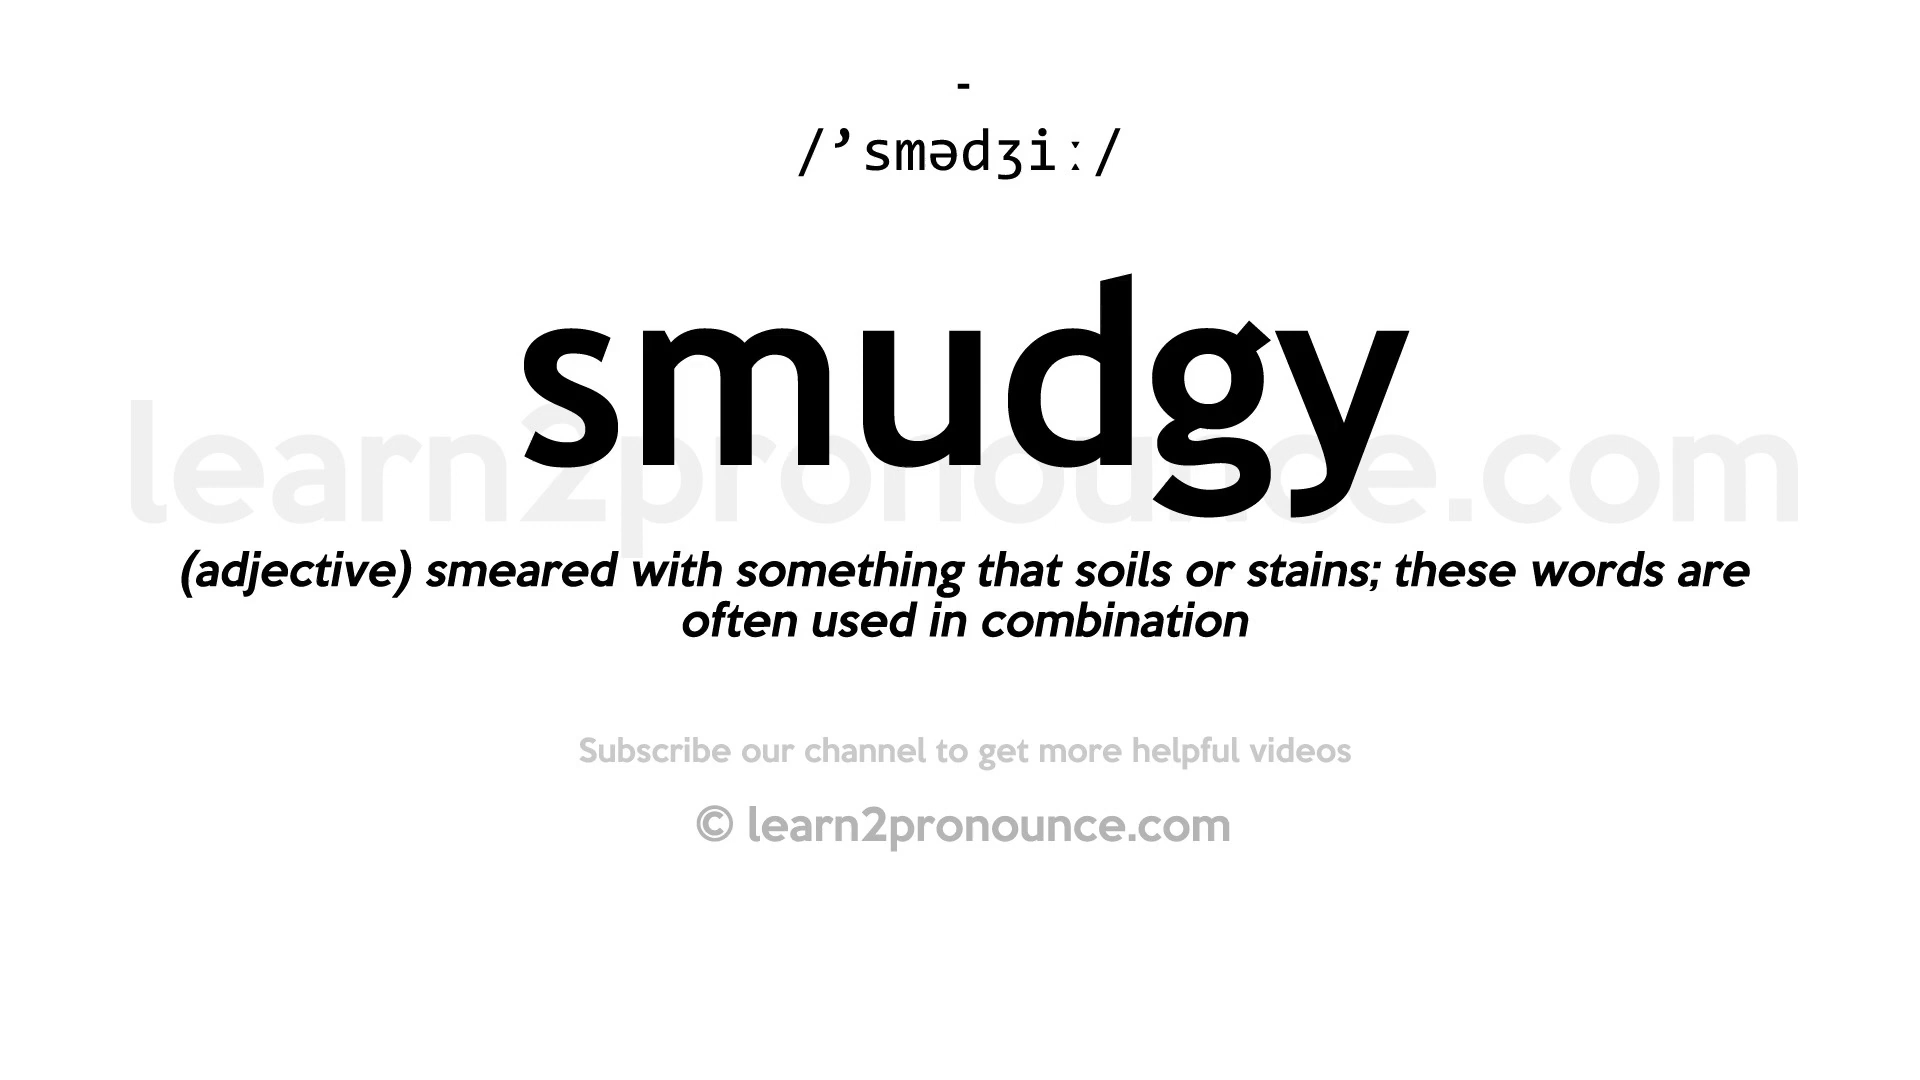 -
/’smədʒiː/
smudgy
learn2pronounce.com
(adjective) smeared with something that soils or stains; these words are
often used in combination
Subscribe our channel to get more helpful videos
© learn2pronounce.com